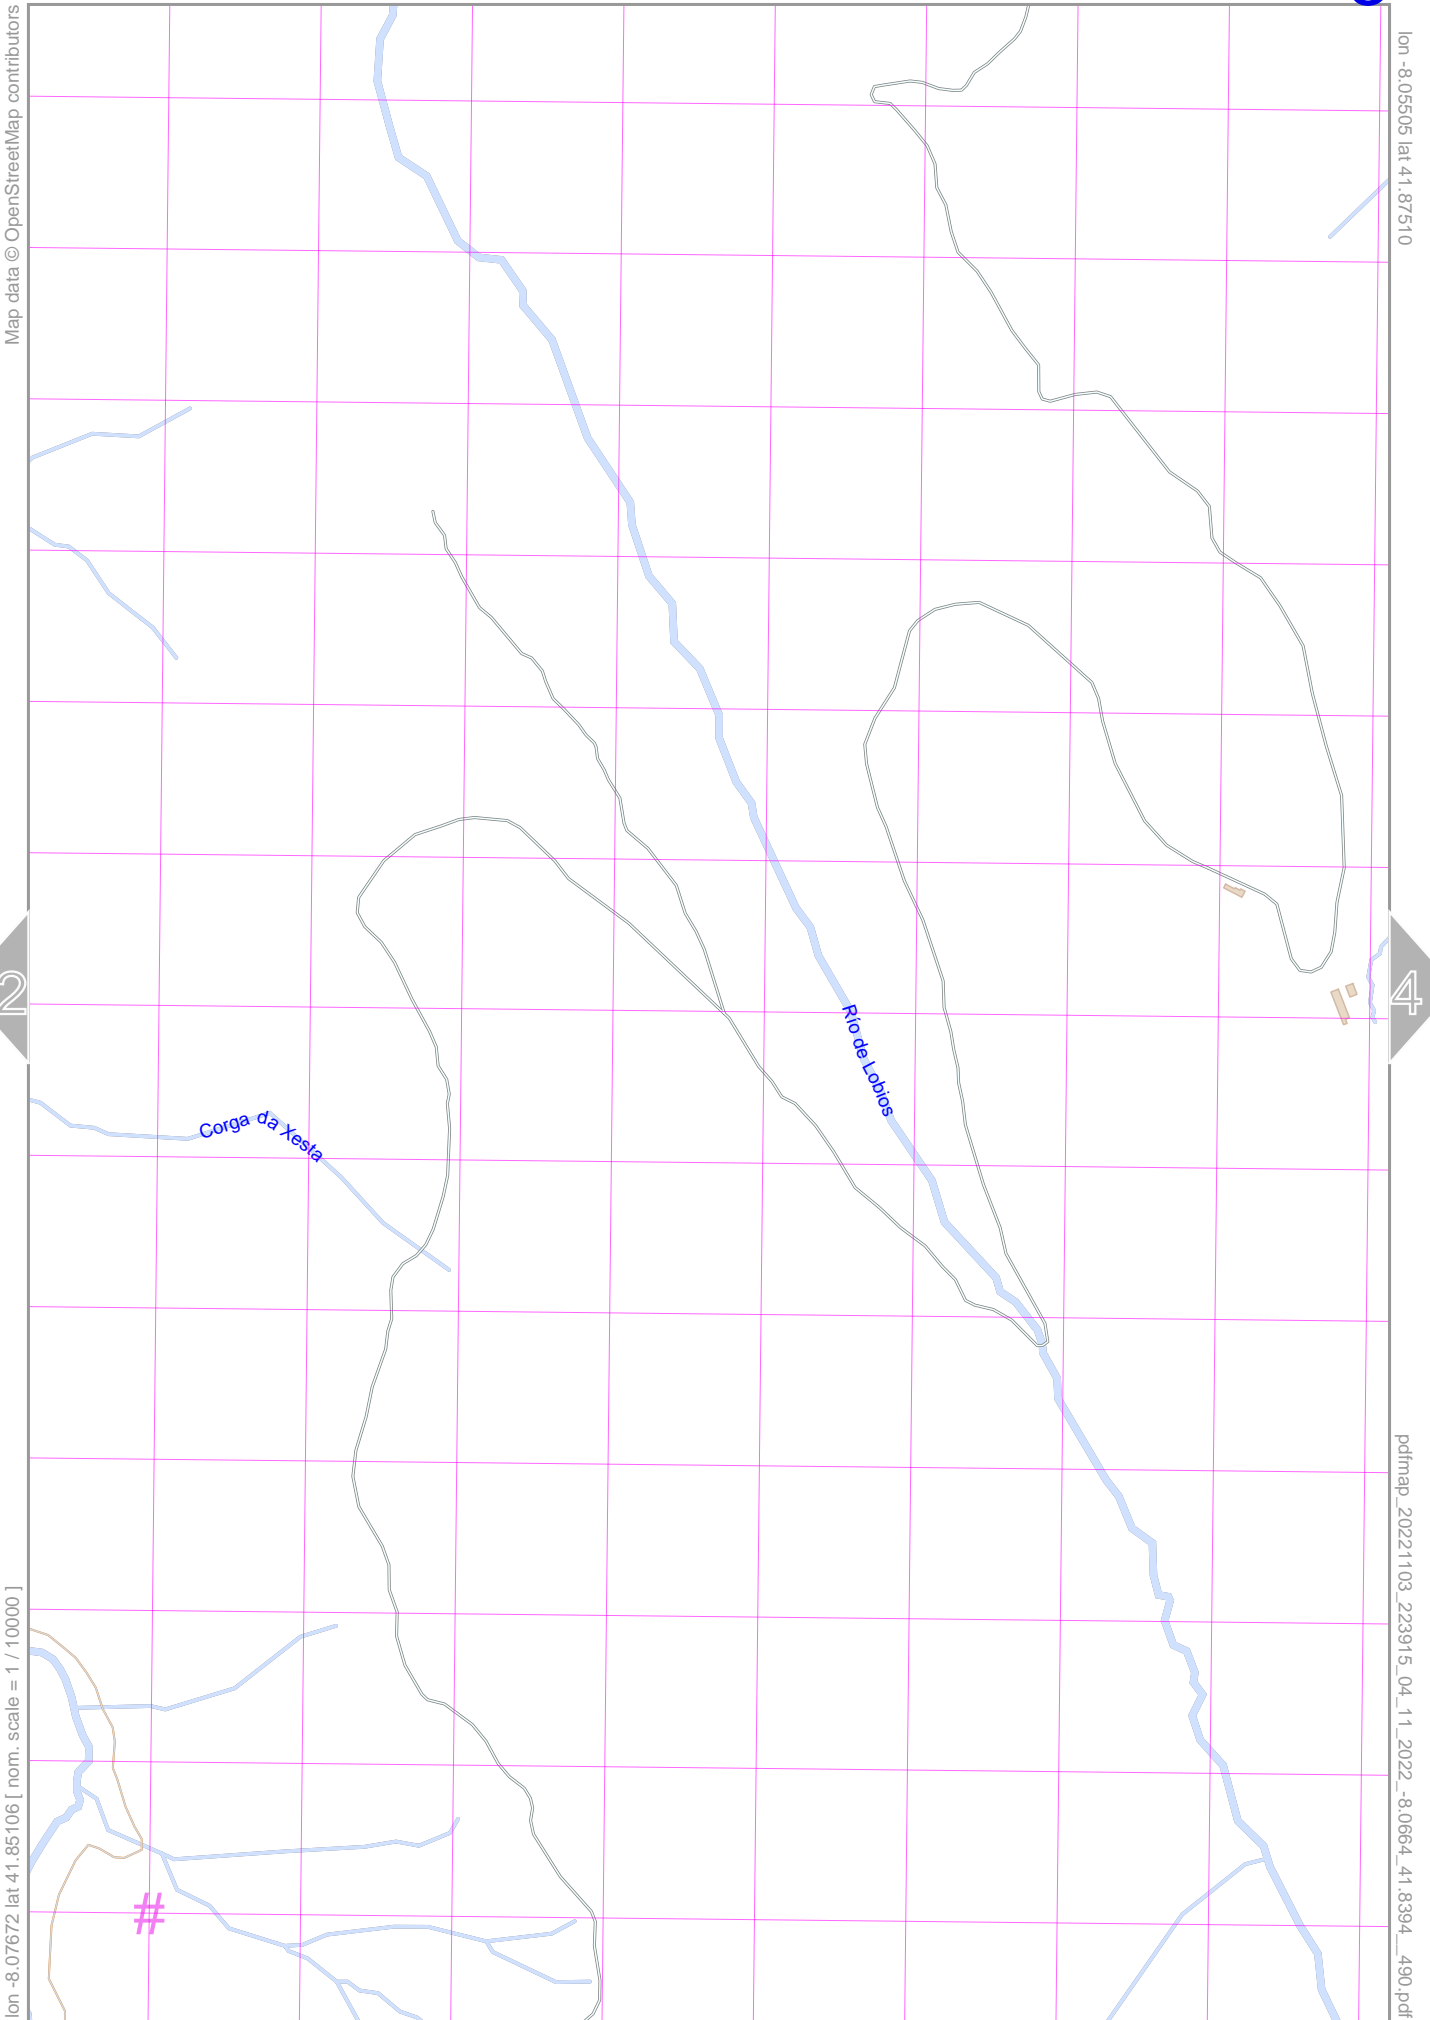 Map data © OpenStreetMap contributors
lon -8.05505 lat 41.87510
2
4
Río de Lobios
Corga da Xesta
lon -8.07672 lat 41.85106 [ nom. scale = 1 / 10000 ]
pdfmap_20221103_223915_04_11_2022_-8.0664_41.8394__490.pdf
#